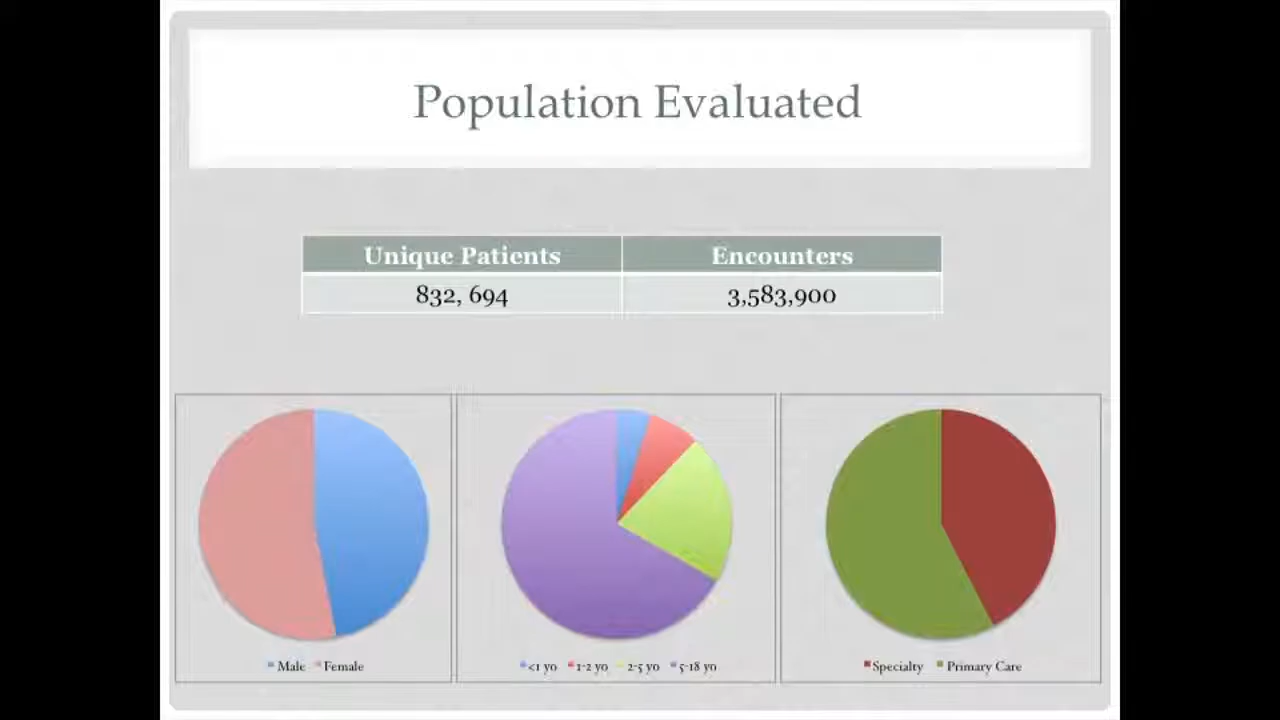 Population Evaluated
Unique Patients Encounters
832, 694 3,583,900
Male Female
<1 yo 1-2 yo 2-5 yo 5-18 yo
Specialty Primary Care